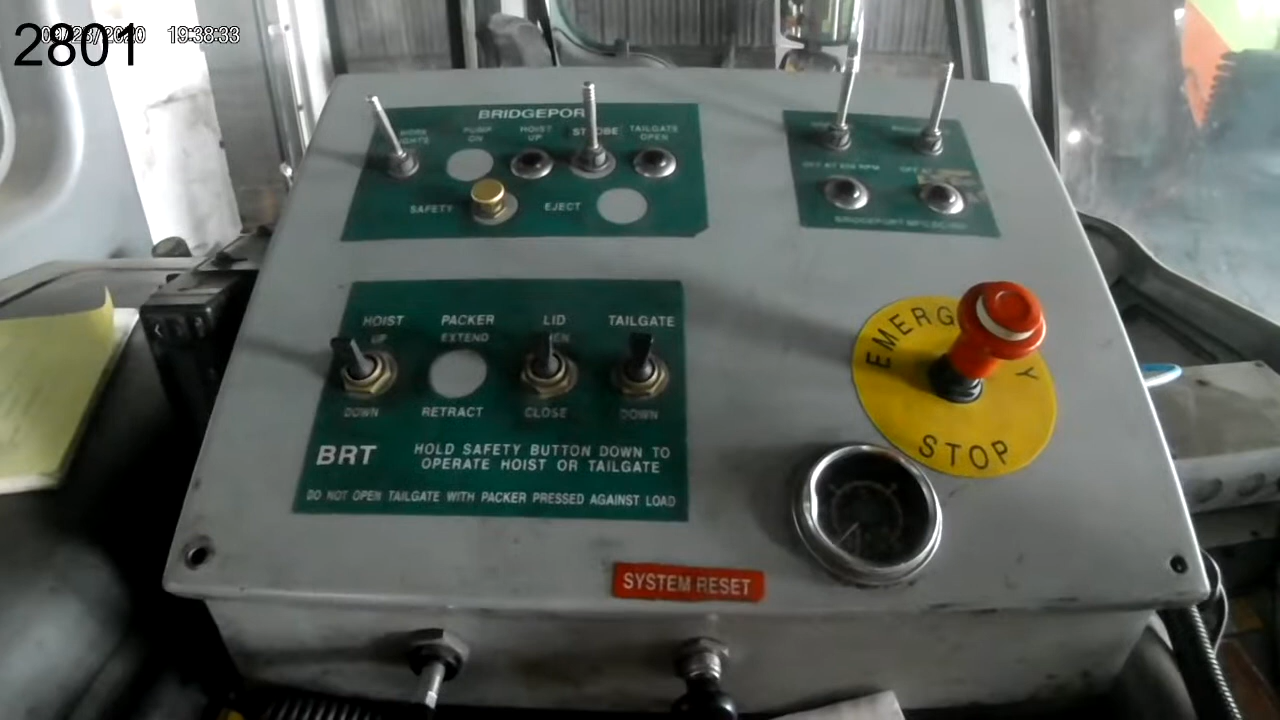 2801
19:38:33
BRIDGEPORT
PUMP ON
HOIST UP
STROBE
TAILGATE OPEN
SAFETY
EJECT
HOIST
PACKER
LID
TAILGATE
UP
EXTEND
DOWN
RETRACT
CLOSE
DOWN
BRT
HOLD SAFETY BUTTON DOWN TO
OPERATE HOIST OR TAILGATE
DO NOT OPEN TAILGATE WITH PACKER PRESSED AGAINST LOAD
EMERG Y
STOP
SYSTEM RESET